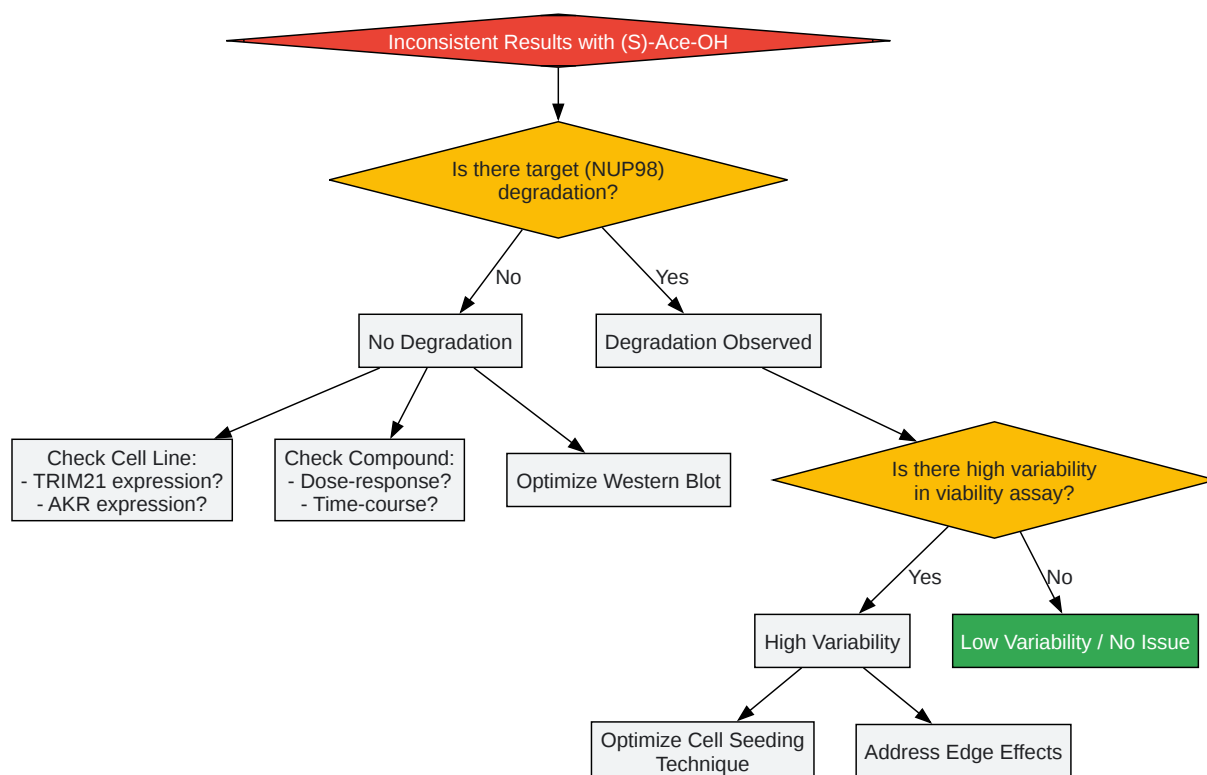 Inconsistent Results with (S)-Ace-OH
Is there target (NUP98)
degradation?
No
Yes
No Degradation
Degradation Observed
Check Cell Line:
- TRIM21 expression?
- AKR expression?
Check Compound:
- Dose-response?
- Time-course?
Optimize Western Blot
Is there high variability
in viability assay?
Yes
No
High Variability
Low Variability / No Issue
Optimize Cell Seeding
Technique
Address Edge Effects